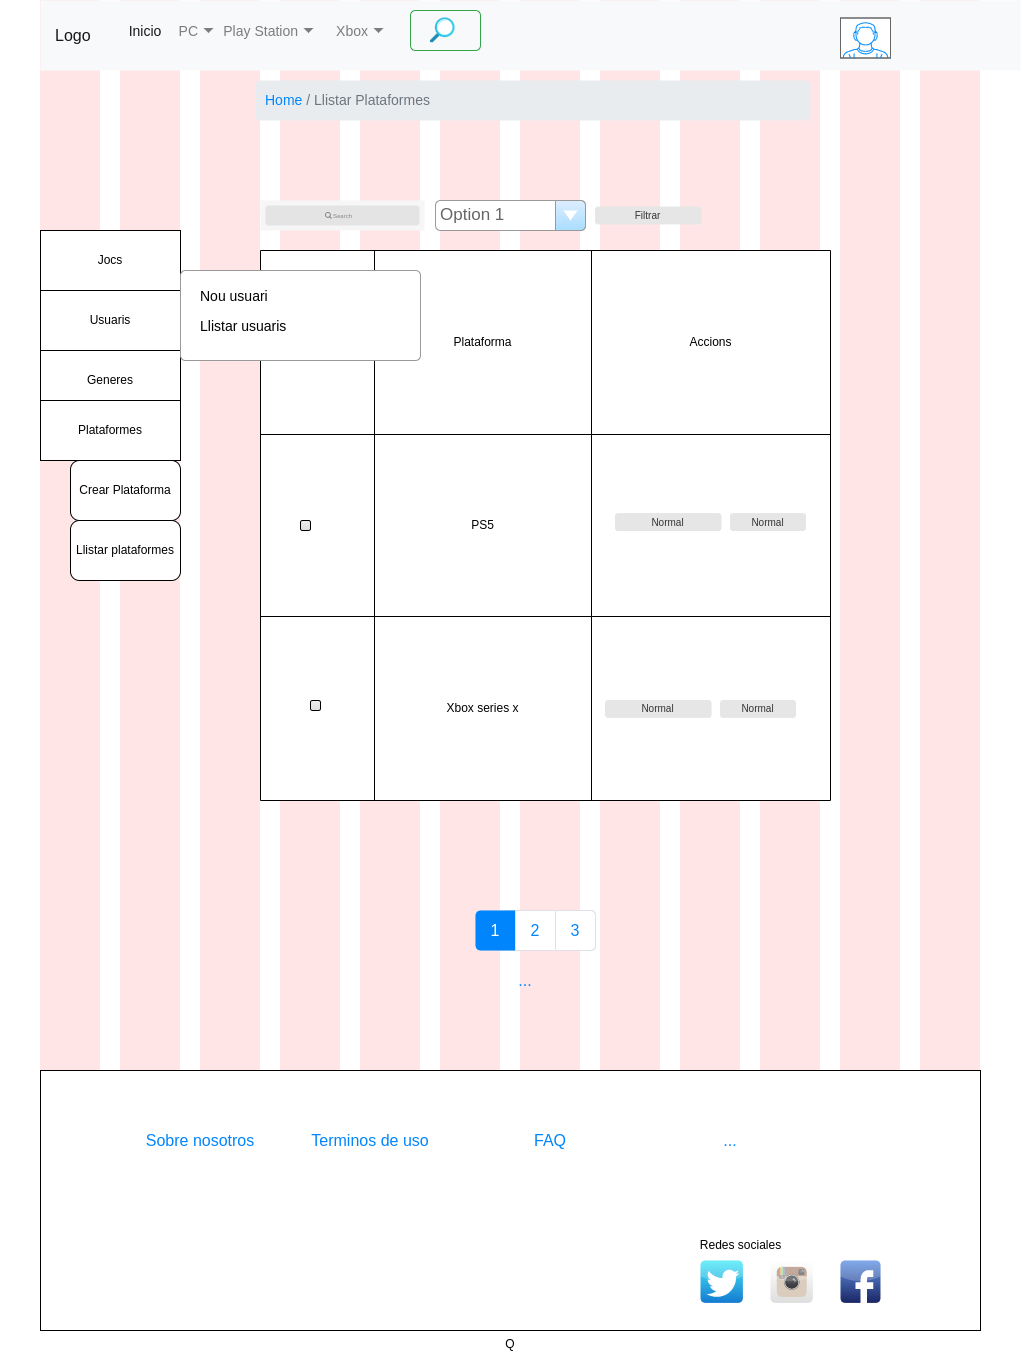 Logo Inicio PC Play Station Xbox
Home / Llistar Plataformes
Search Option 1 Filtrar
Jocs
Usuaris
Generes
Plataformes
Crear Plataforma
Llistar plataformes
Nou usuari
Llistar usuaris
Plataforma Accions
PS5 Normal Normal
Xbox series x Normal Normal
1 2 3
...
Sobre nosotros Terminos de uso FAQ ...
Redes sociales
Q